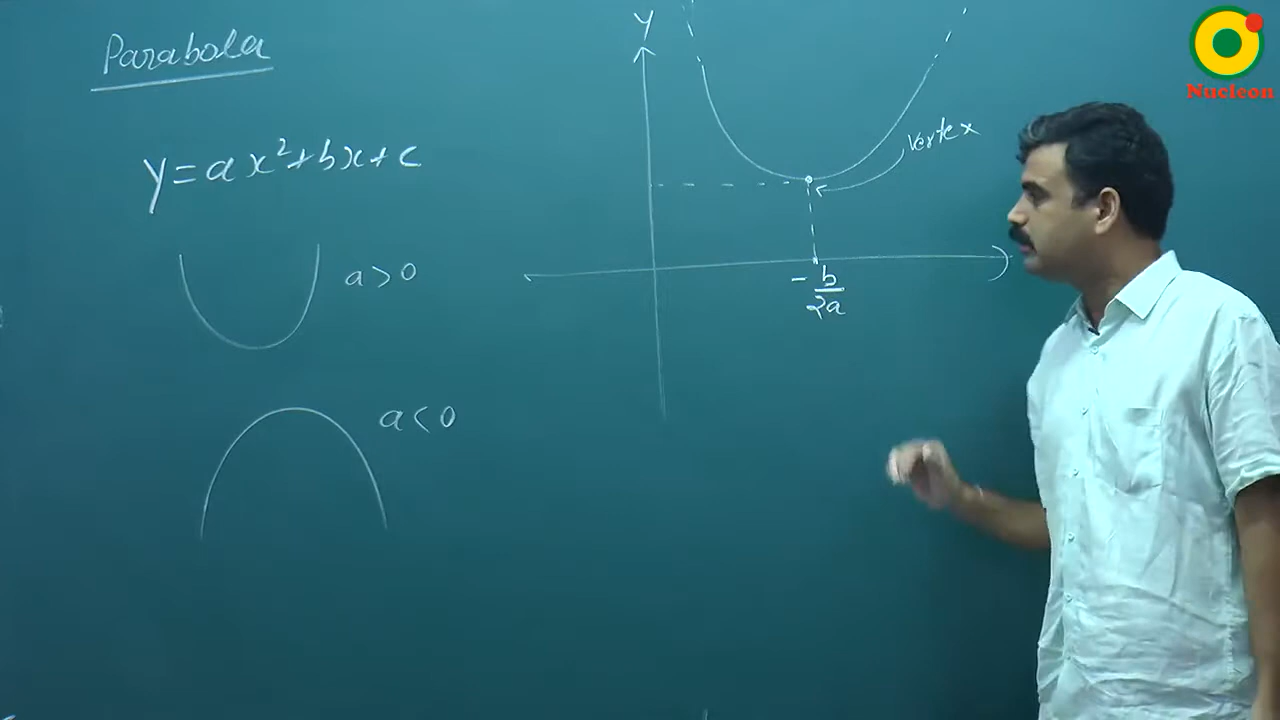 Parabola
y = ax²+bx+c
a > 0
a < 0
y
vertex
- b/2a
Nucleon